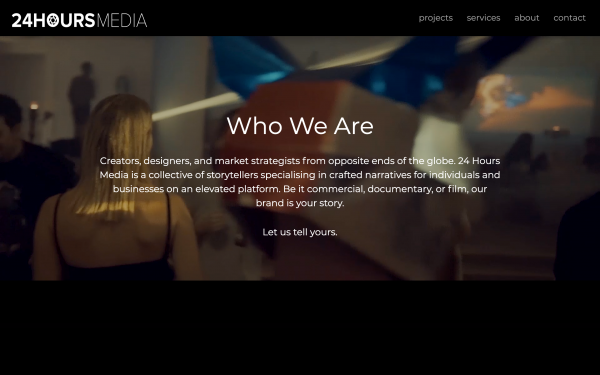 24HOURSMEDIA
projects services about contact
Who We Are
Creators, designers, and market strategists from opposite ends of the globe. 24 Hours
Media is a collective of storytellers specialising in crafted narratives for individuals and
businesses on an elevated platform. Be it commercial, documentary, or film, our
brand is your story.
Let us tell yours.